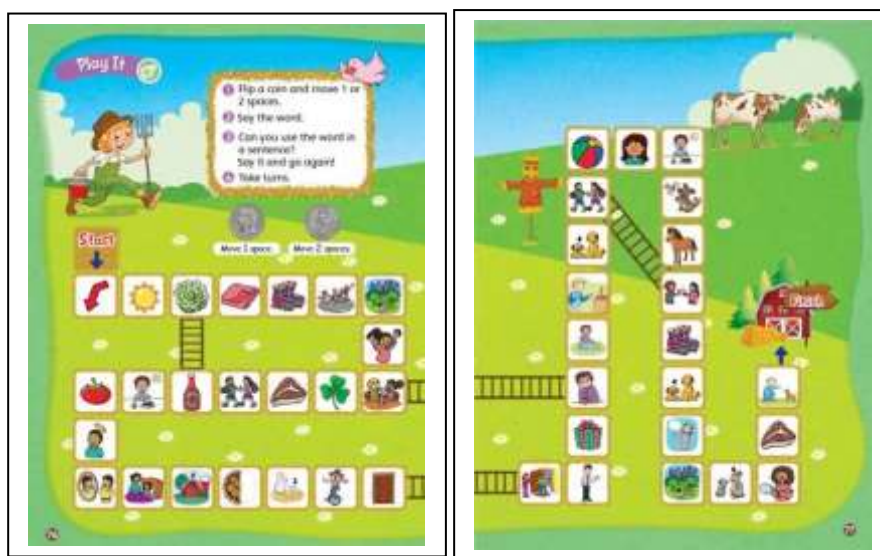 Play It
1 Flip a coin and move 1 or
2 spaces.
2 Say the word.
3 Can you use the word in
a sentence?
Say it and go again!
4 Take turns.
Start
Move 1 space.
Move 2 spaces.